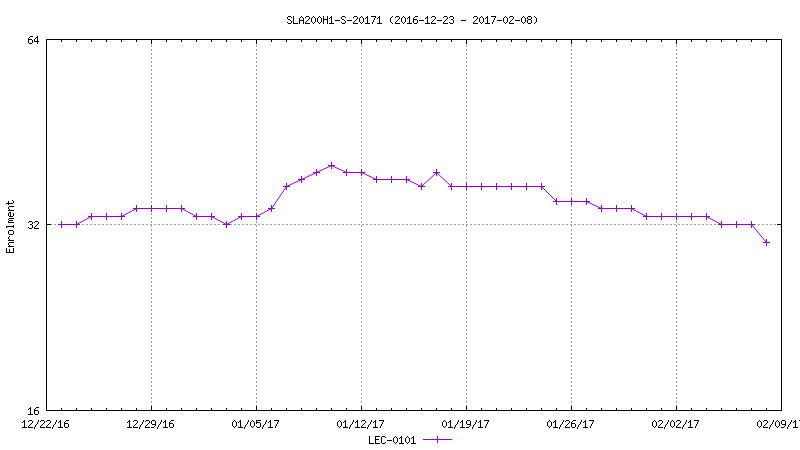 SLA200H1-S-20171 (2016-12-23 - 2017-02-08)
64
Enrolment
32
16
12/22/16 12/29/16 01/05/17 01/12/17 01/19/17 01/26/17 02/02/17 02/09/17
LEC-0101